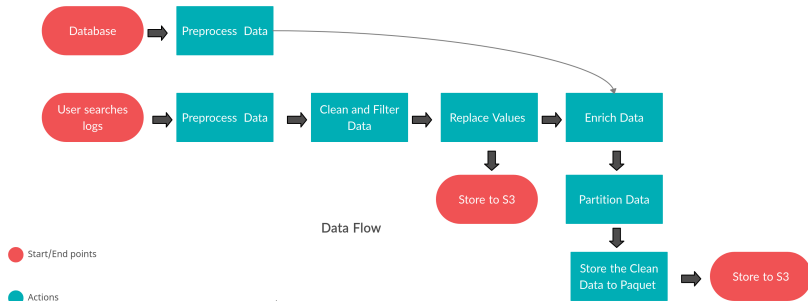 Database
Preprocess Data
User searches
logs
Preprocess Data
Clean and Filter
Data
Replace Values
Enrich Data
Store to S3
Partition Data
Data Flow
Start/End points
Store the Clean
Data to Paquet
Store to S3
Actions